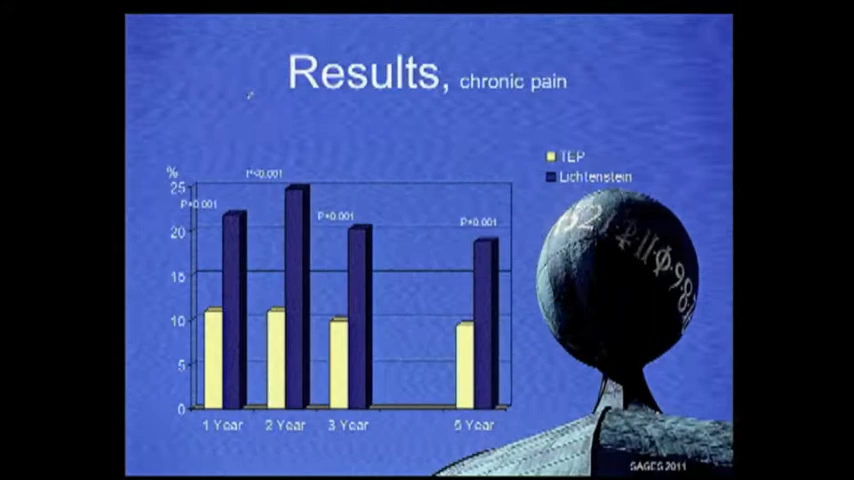 Results, chronic pain
TEP
Lichtenstein
%
P<0.001
P<0.001
P<0.001
P<0.001
25
20
15
10
5
0
1 Year
2 Year
3 Year
5 Year
SAGES 2011